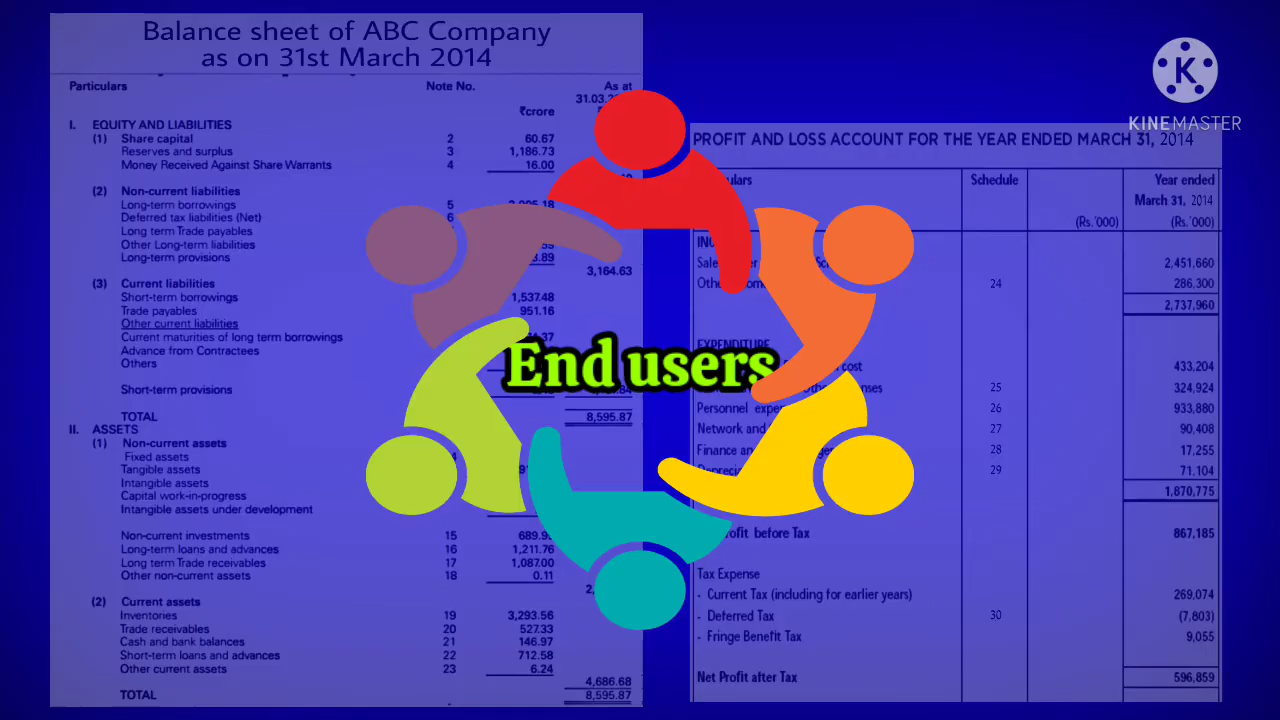 Balance sheet of ABC Company
as on 31st March 2014
Particulars Note No. As at
31.03.
₹crore
I. EQUITY AND LIABILITIES
(1) Share capital 2 60.67
Reserves and surplus 3 1,186.73
Money Received Against Share Warrants 4 16.00
(2) Non-current liabilities
Long-term borrowings 5
Deferred tax liabilities (Net) 6
Long term Trade payables
Other Long-term liabilities
Long-term provisions
3,164.63
(3) Current liabilities
Short-term borrowings 1,537.48
Trade payables 951.16
Other current liabilities
Current maturities of long term borrowings
Advance from Contractees
Others
Short-term provisions
TOTAL 8,595.87
II. ASSETS
(1) Non-current assets
Fixed assets
Tangible assets
Intangible assets
Capital work-in-progress
Intangible assets under development
Non-current investments 15
Long-term loans and advances 16 1,211.76
Long term Trade receivables 17 1,087.00
Other non-current assets 18 0.11
(2) Current assets
Inventories 19 3,293.56
Trade receivables 20 527.33
Cash and bank balances 21 146.97
Short-term loans and advances 22 712.58
Other current assets 23 6.24
4,686.68
TOTAL 8,595.87
End users
K
KINEMASTER
PROFIT AND LOSS ACCOUNT FOR THE YEAR ENDED MARCH 31, 2014
Schedule Year ended
March 31, 2014
(Rs.'000) (Rs.'000)
2,451,660
24 286,300
2,737,960
EXPENDITURE
cost 433,204
25 324,924
Personnel 26 933,880
Network and 27 90,408
Finance 28 17,255
29 71,104
1,870,775
before Tax 867,185
Tax Expense
- Current Tax (including for earlier years) 269,074
- Deferred Tax 30 (7,803)
- Fringe Benefit Tax 9,055
Net Profit after Tax 596,859